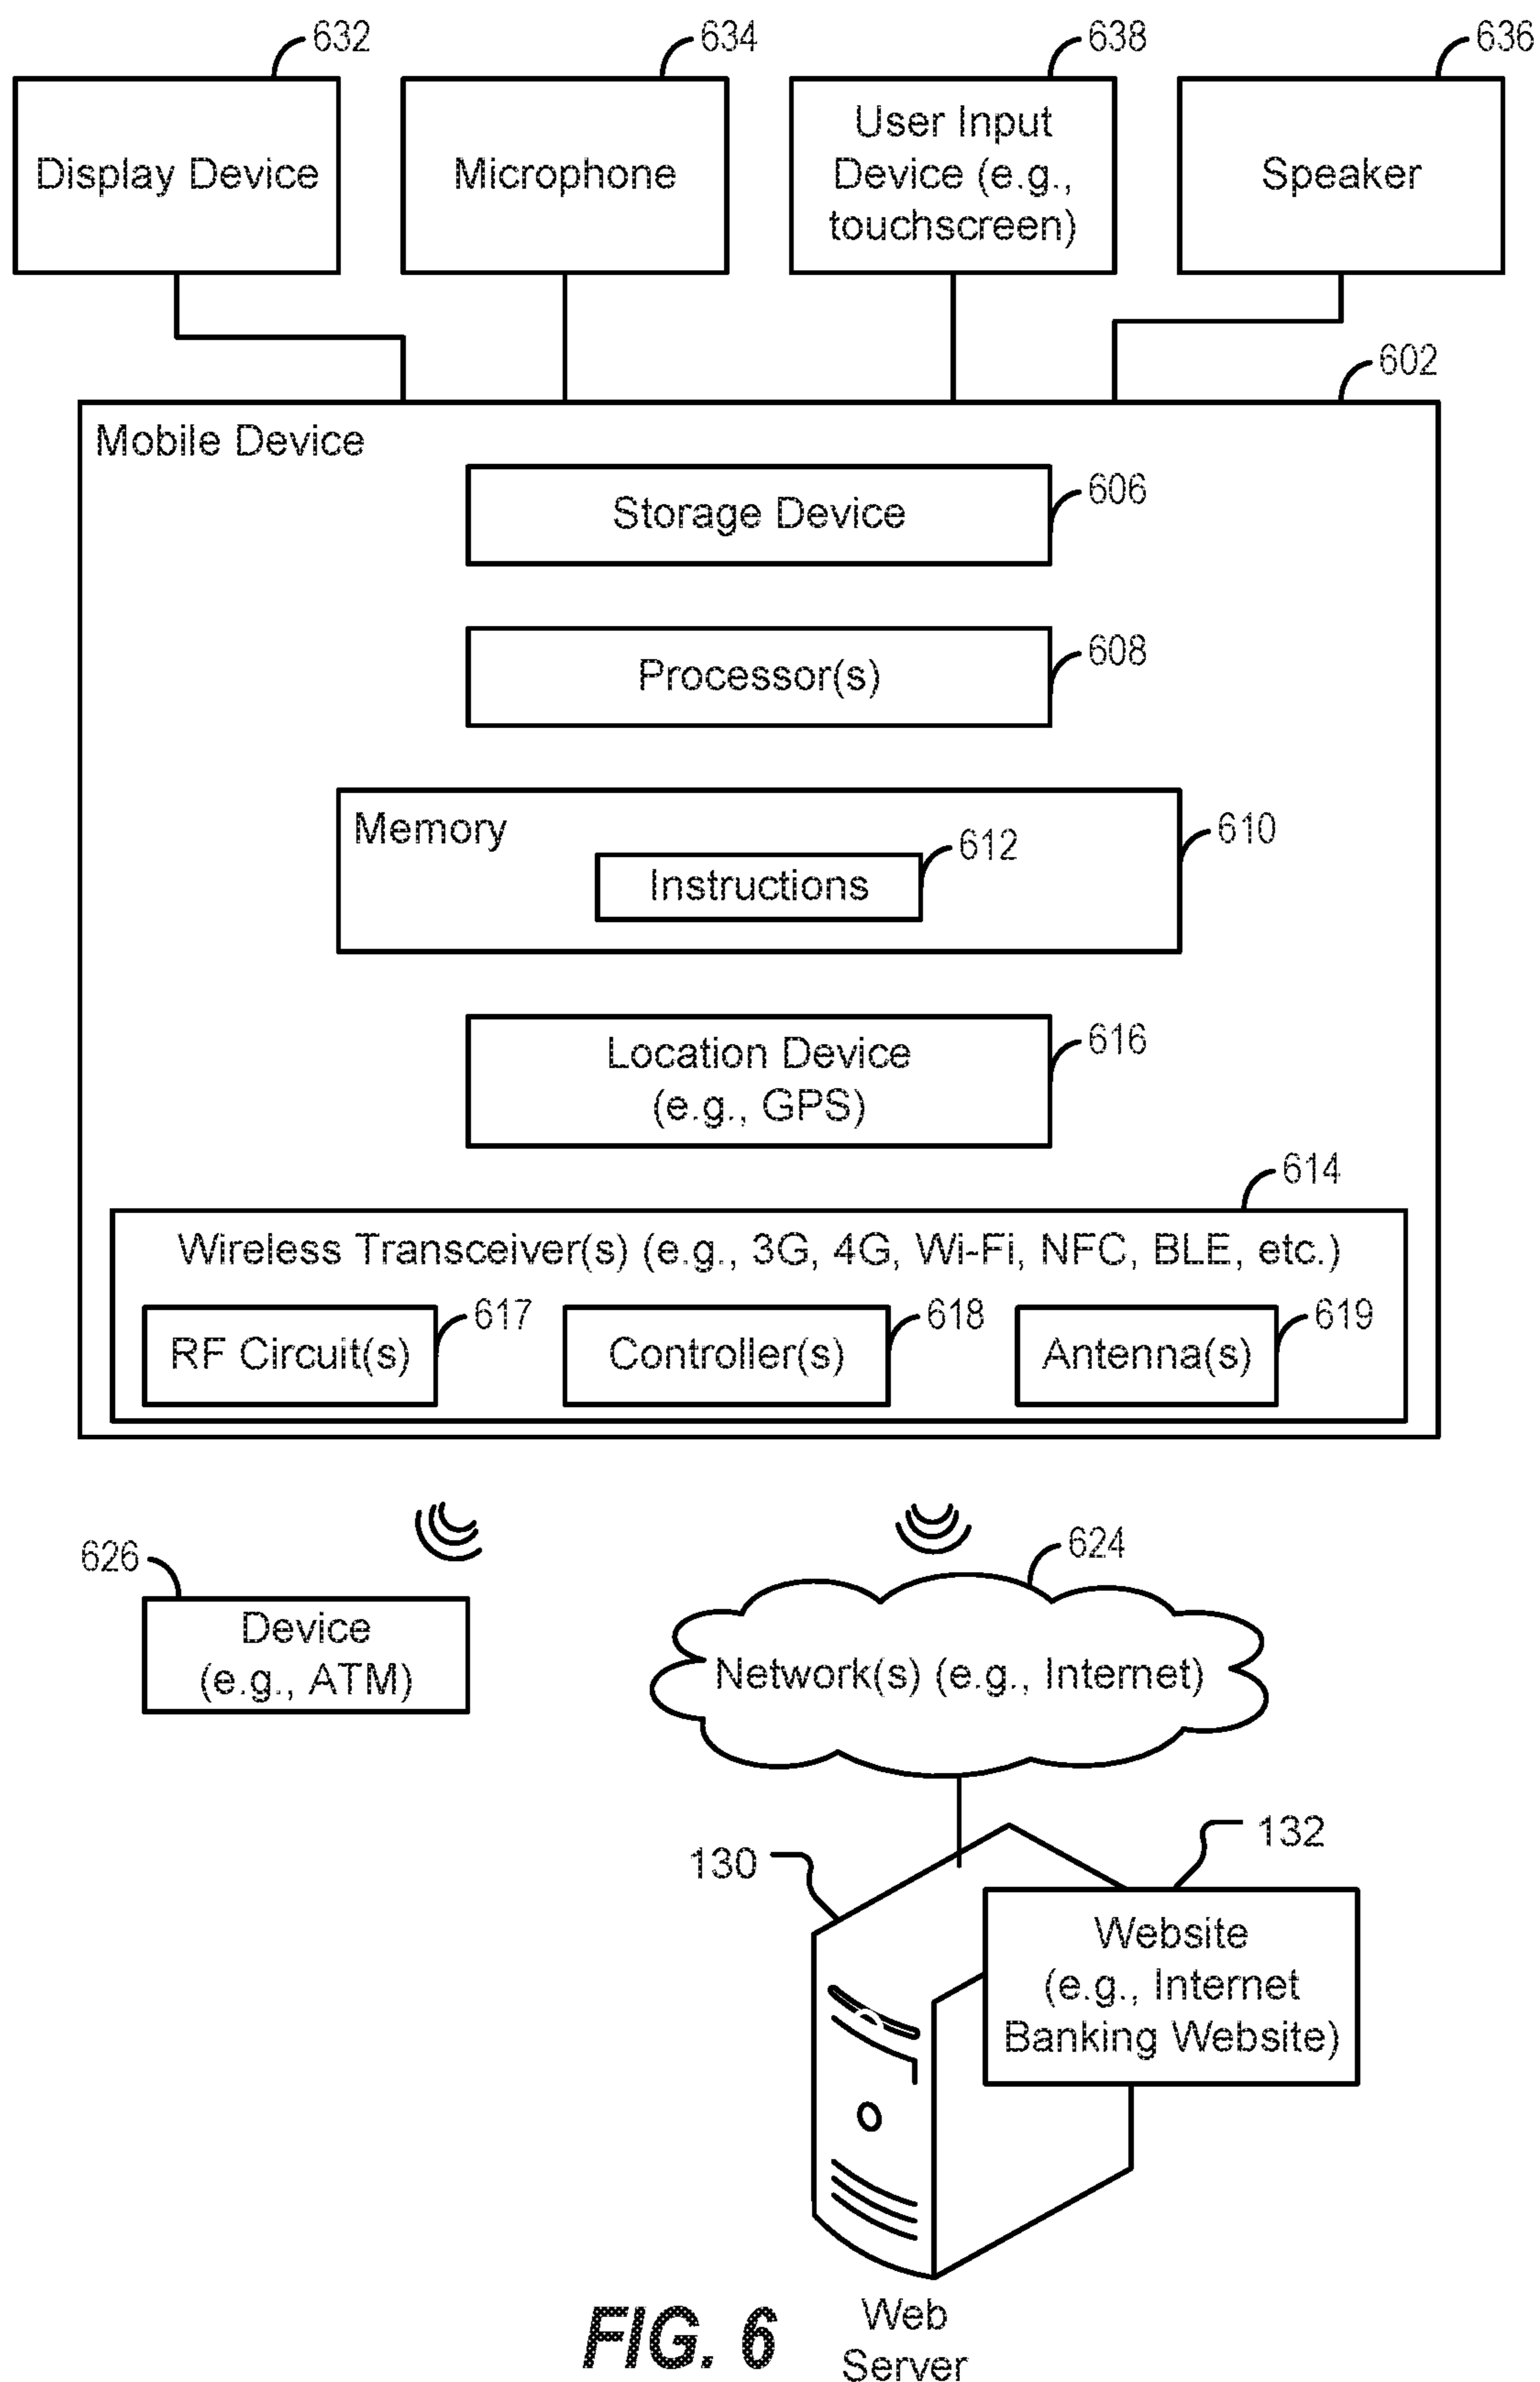 632
634
638
636
Display Device
Microphone
User Input
Device (e.g.,
touchscreen)
Speaker
602
Mobile Device
Storage Device
606
Processor(s)
608
Memory
610
Instructions
612
Location Device
(e.g., GPS)
616
614
Wireless Transceiver(s) (e.g., 3G, 4G, Wi-Fi, NFC, BLE, etc.)
RF Circuit(s)
617
Controller(s)
618
Antenna(s)
619
626
Device
(e.g., ATM)
624
Network(s) (e.g., Internet)
130
132
Website
(e.g., Internet
Banking Website)
Web
Server
FIG. 6